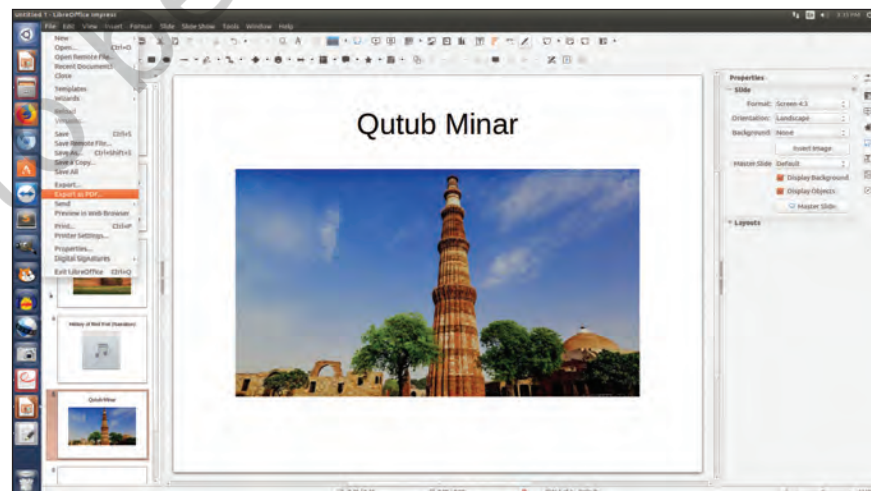 Untitled 1 - LibreOffice Impress
3:35 PM
File Edit View Insert Format Slide Slide Show Tools Window Help
New
Open... Ctrl+O
Open Remote File...
Recent Documents
Close
Templates
Wizards
Reload
Versions...
Save Ctrl+S
Save Remote File...
Save As... Ctrl+Shift+S
Save a Copy...
Save All
Export...
Export as PDF...
Send
Preview in Web Browser
Print... Ctrl+P
Printer Settings...
Properties...
Digital Signatures
Exit LibreOffice Ctrl+Q
History of Red Fort (Narration)
Qutub Minar
Qutub Minar
Properties
Slide
Format: Screen 4:3
Orientation: Landscape
Background: None
Insert Image
Master Slide Default
Display Background
Display Objects
Master Slide
Layouts